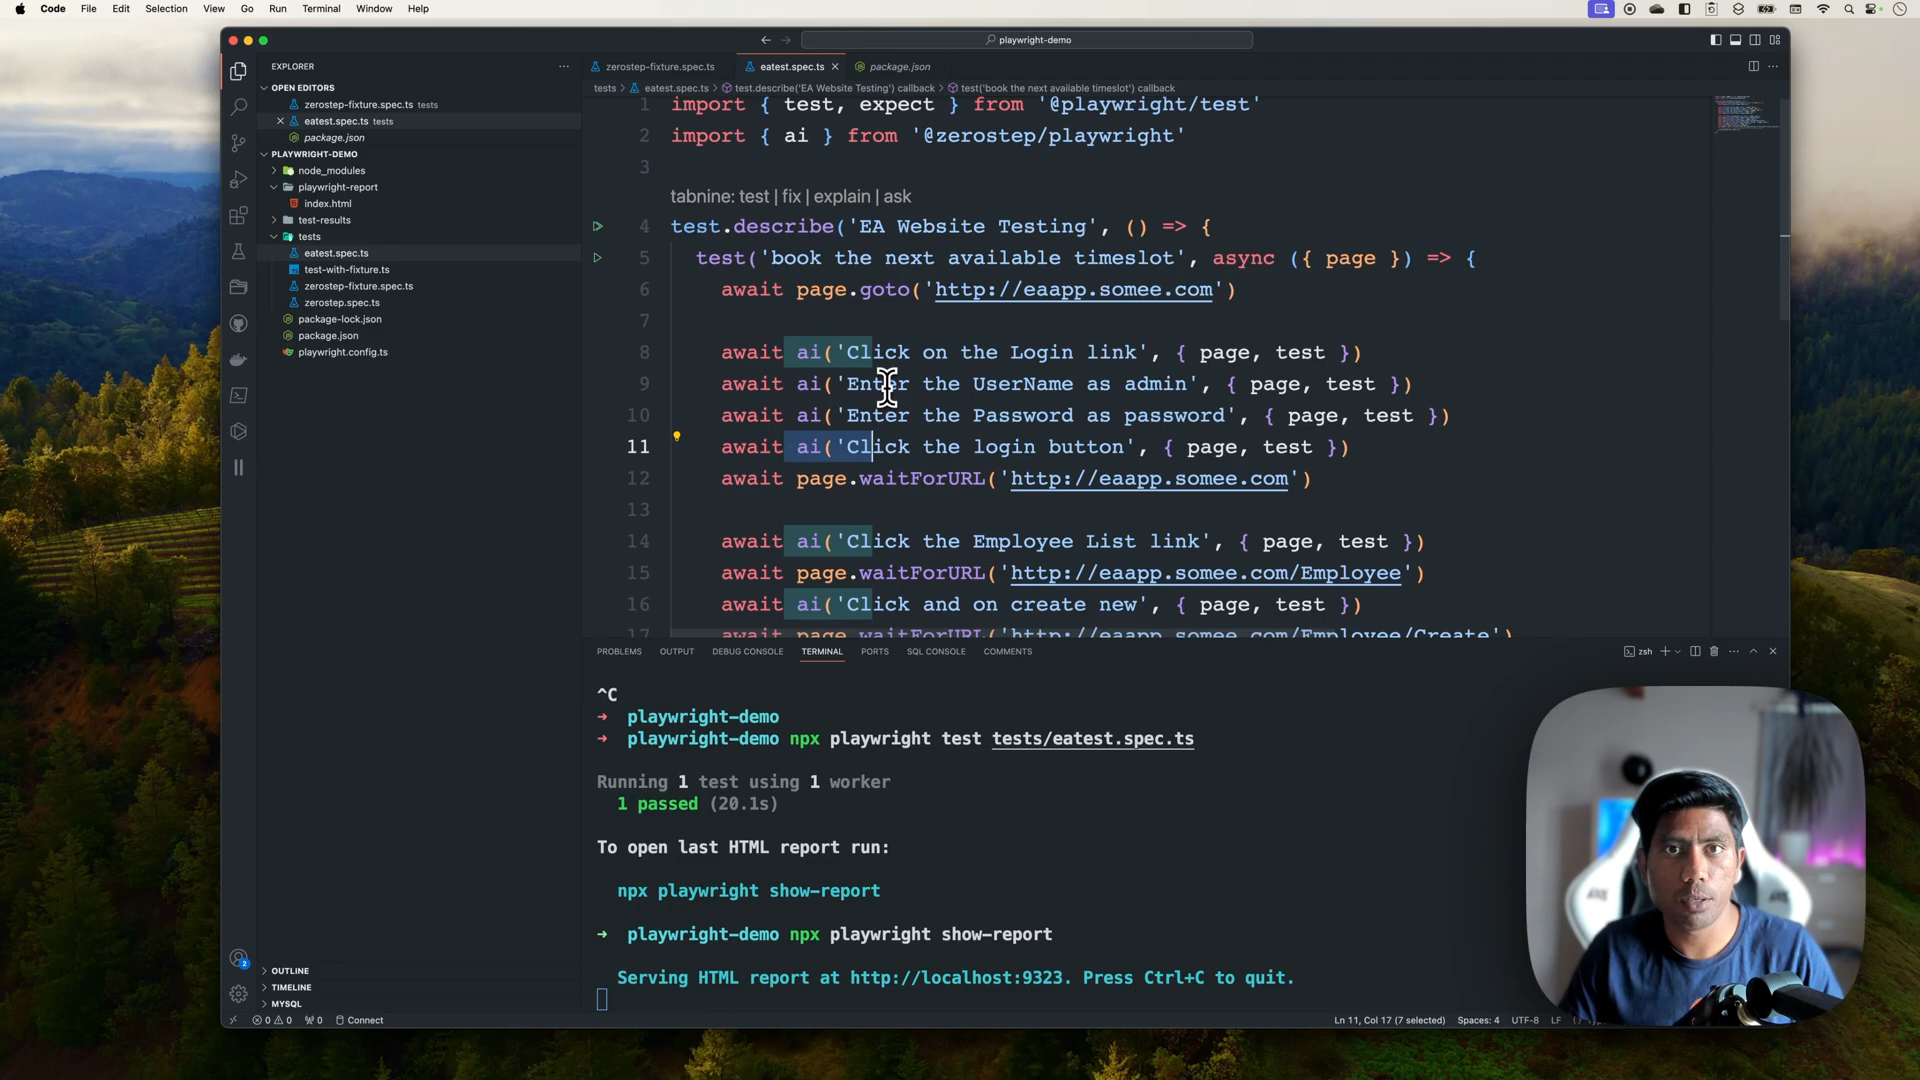 Code File Edit Selection View Go Run Terminal Window Help
playwright-demo
EXPLORER
OPEN EDITORS
zerostep-fixture.spec.ts tests
eatest.spec.ts tests
package.json
PLAYWRIGHT-DEMO
node_modules
playwright-report
index.html
test-results
tests
eatest.spec.ts
test-with-fixture.ts
zerostep-fixture.spec.ts
zerostep.spec.ts
package-lock.json
package.json
playwright.config.ts
OUTLINE
TIMELINE
MYSQL
zerostep-fixture.spec.ts eatest.spec.ts package.json
tests > eatest.spec.ts > test.describe('EA Website Testing') callback > test('book the next available timeslot') callback
1 import { test, expect } from '@playwright/test'
2 import { ai } from '@zerostep/playwright'
3
tabnine: test | fix | explain | ask
4 test.describe('EA Website Testing', () => {
5 test('book the next available timeslot', async ({ page }) => {
6 await page.goto('http://eaapp.somee.com')
7
8 await ai('Click on the Login link', { page, test })
9 await ai('Enter the UserName as admin', { page, test })
10 await ai('Enter the Password as password', { page, test })
11 await ai('Click the login button', { page, test })
12 await page.waitForURL('http://eaapp.somee.com')
13
14 await ai('Click the Employee List link', { page, test })
15 await page.waitForURL('http://eaapp.somee.com/Employee')
16 await ai('Click and on create new', { page, test })
17 await page.waitForURL('http://eaapp.somee.com/Employee/Create')
PROBLEMS OUTPUT DEBUG CONSOLE TERMINAL PORTS SQL CONSOLE COMMENTS
zsh
^C
→ playwright-demo
→ playwright-demo npx playwright test tests/eatest.spec.ts
Running 1 test using 1 worker
1 passed (20.1s)
To open last HTML report run:
npx playwright show-report
→ playwright-demo npx playwright show-report
Serving HTML report at http://localhost:9323. Press Ctrl+C to quit.
2
0 0 0 Connect
Ln 11, Col 17 (7 selected) Spaces: 4 UTF-8 LF